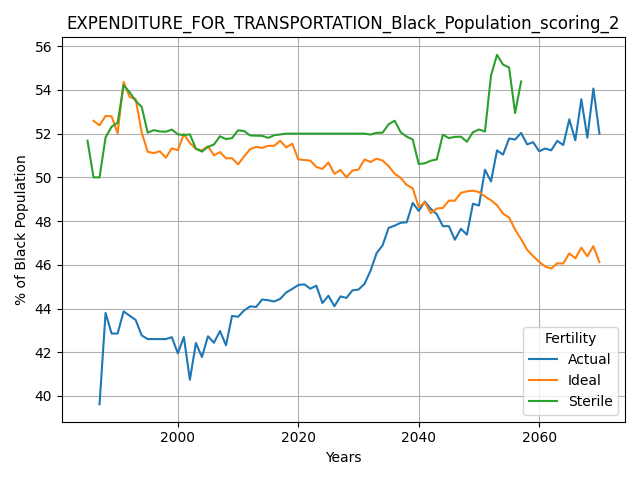 EXPENDITURE_FOR_TRANSPORTATION_Black_Population_scoring_2
% of Black Population
56
54
52
50
48
46
44
42
40
2000
2020
2040
2060
Years
Fertility
Actual
Ideal
Sterile